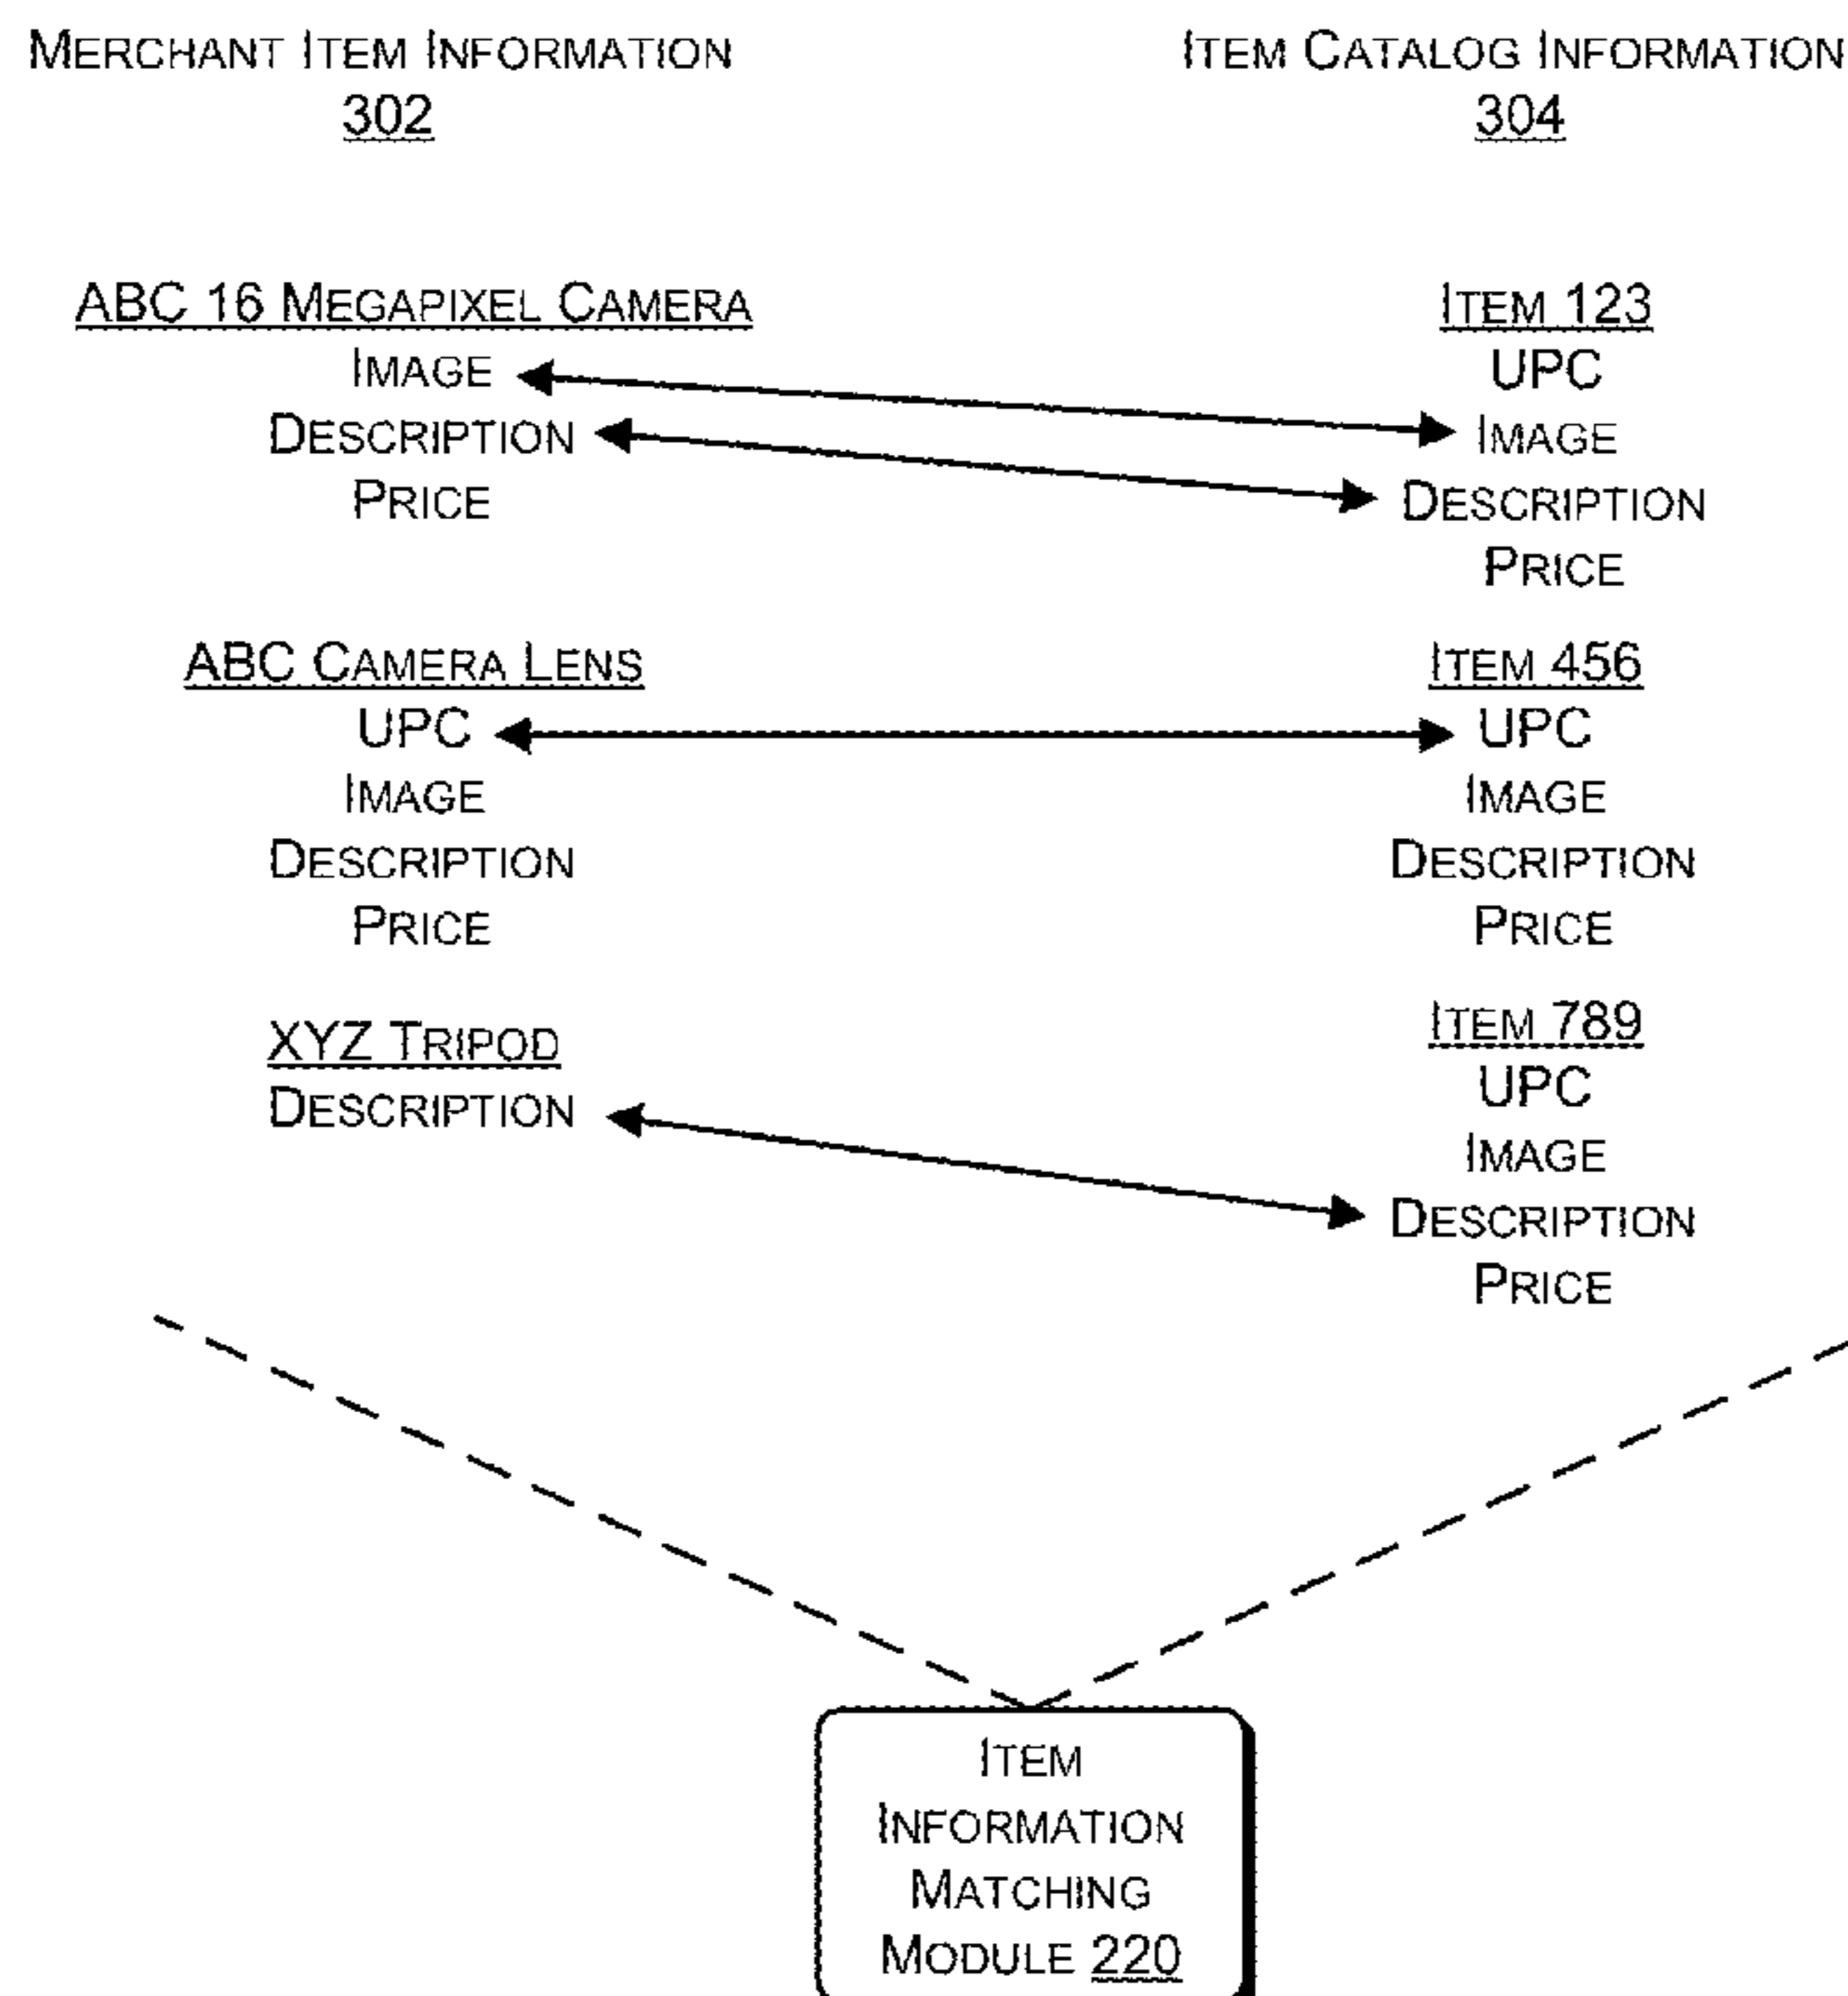 MERCHANT ITEM INFORMATION
302
ITEM CATALOG INFORMATION
304
ABC 16 MEGAPIXEL CAMERA
IMAGE
DESCRIPTION
PRICE
ITEM 123
UPC
IMAGE
DESCRIPTION
PRICE
ABC CAMERA LENS
UPC
IMAGE
DESCRIPTION
PRICE
ITEM 456
UPC
IMAGE
DESCRIPTION
PRICE
XYZ TRIPOD
DESCRIPTION
ITEM 789
UPC
IMAGE
DESCRIPTION
PRICE
ITEM
INFORMATION
MATCHING
MODULE 220